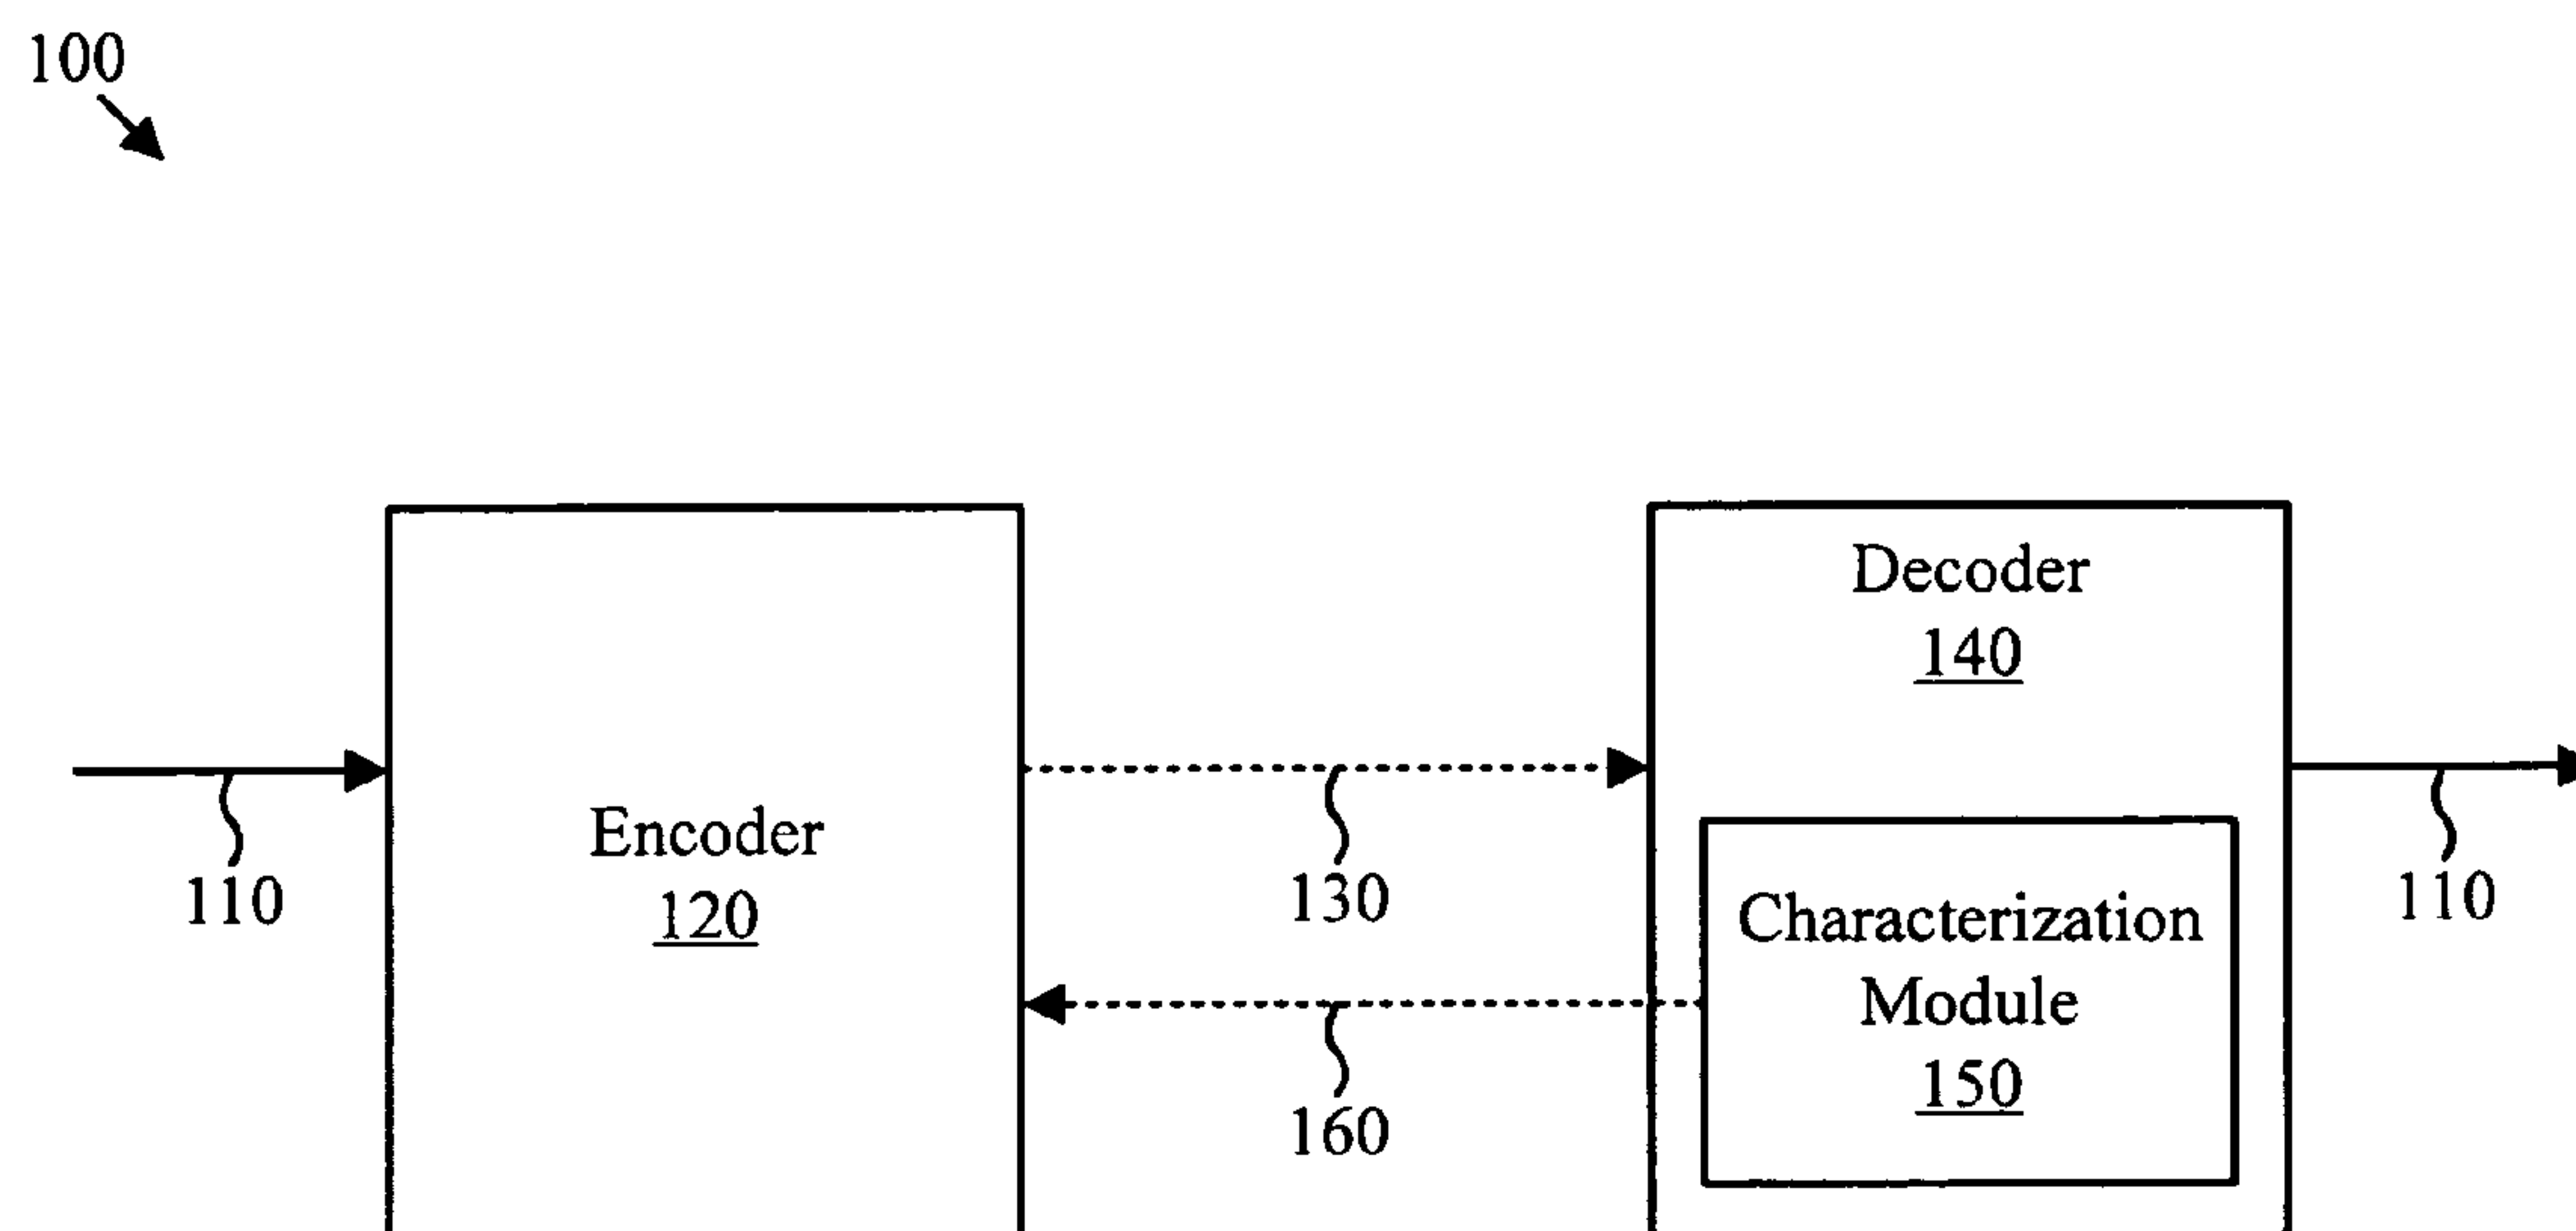 100
Decoder
140
Encoder
120
110
130
110
Characterization
Module
150
160